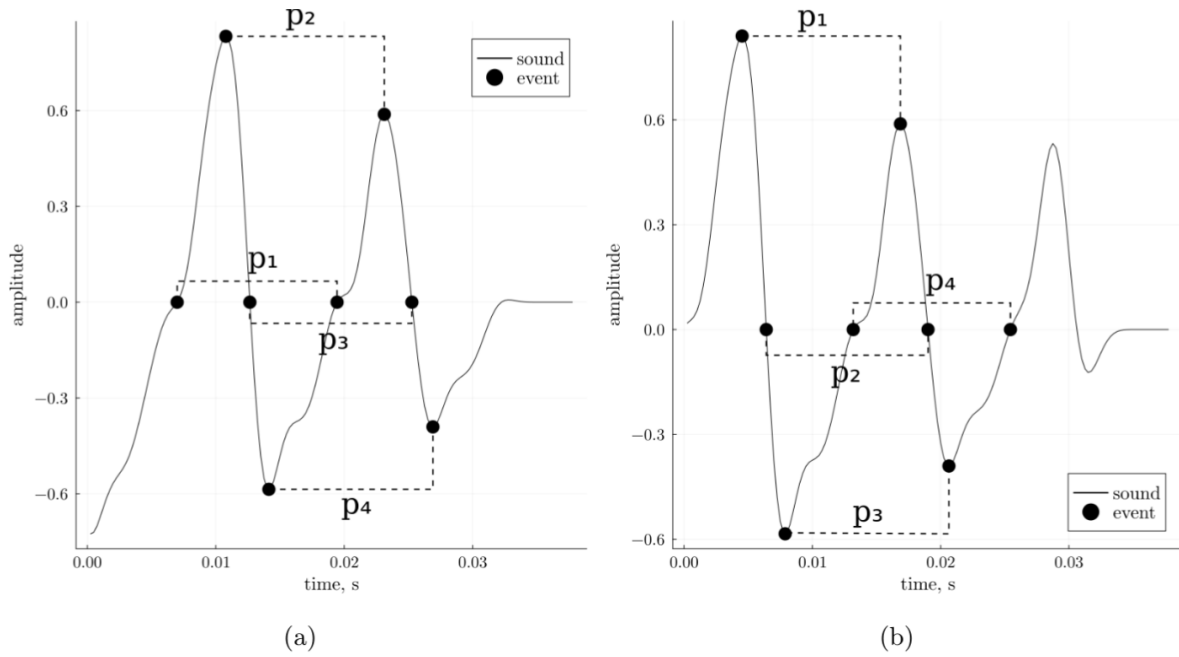 p₂
sound
event
0.6
0.3
p₁
0.0
p₃
−0.3
−0.6
p₄
amplitude
0.00
0.01
0.02
0.03
time, s
(a)
p₁
0.6
0.3
p₄
0.0
p₂
−0.3
sound
event
p₃
−0.6
amplitude
0.00
0.01
0.02
0.03
time, s
(b)